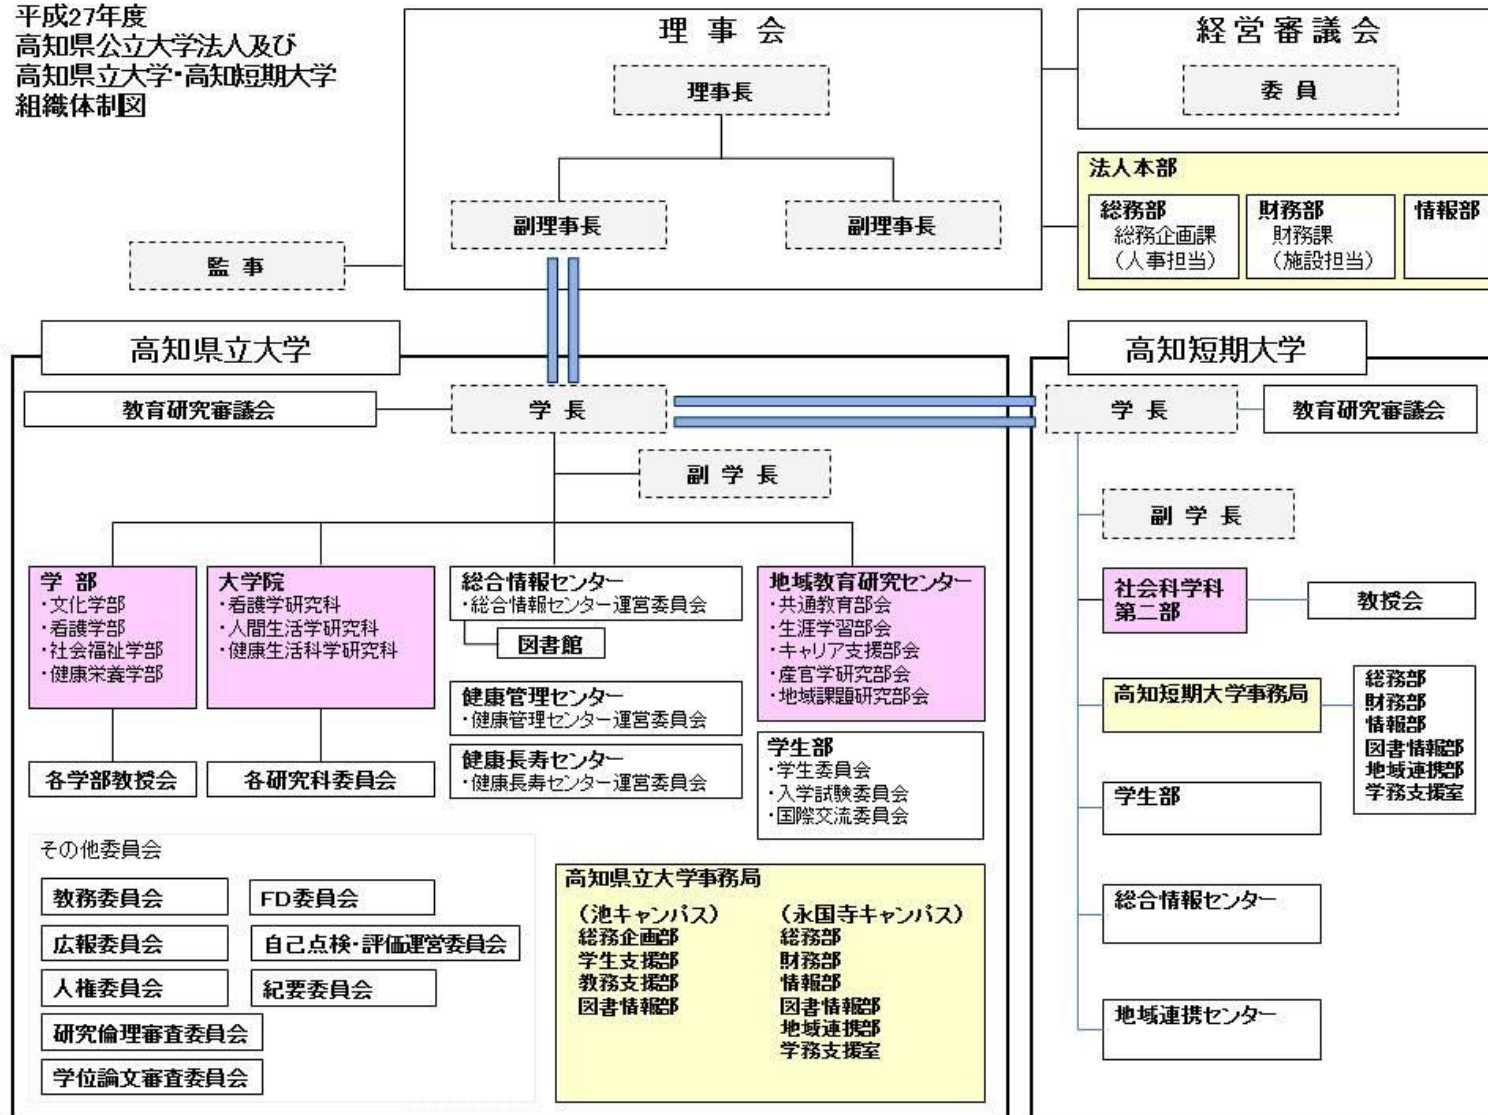 平成27年度
高知県公立大学法人及び
高知県立大学・高知短期大学
組織体制図
理事会
理事長
副理事長
副理事長
監事
経営審議会
委員
法人本部
総務部
総務企画課
（人事担当）
財務部
財務課
（施設担当）
情報部
高知県立大学
教育研究審議会
学長
副学長
学部
・文化学部
・看護学部
・社会福祉学部
・健康栄養学部
各学部教授会
大学院
・看護学研究科
・人間生活学研究科
・健康生活科学研究科
各研究科委員会
総合情報センター
・総合情報センター運営委員会
図書館
健康管理センター
・健康管理センター運営委員会
健康長寿センター
・健康長寿センター運営委員会
地域教育研究センター
・共通教育部会
・生涯学習部会
・キャリア支援部会
・産官学研究部会
・地域課題研究部会
学生部
・学生委員会
・入学試験委員会
・国際交流委員会
その他委員会
教務委員会
FD委員会
広報委員会
自己点検・評価運営委員会
人権委員会
紀要委員会
研究倫理審査委員会
学位論文審査委員会
高知県立大学事務局
（池キャンパス）
総務企画部
学生支援部
教務支援部
図書情報部
（永国寺キャンパス）
総務部
財務部
情報部
図書情報部
地域連携部
学務支援室
高知短期大学
学長
教育研究審議会
副学長
社会科学科
第二部
教授会
高知短期大学事務局
総務部
財務部
情報部
図書情報部
地域連携部
学務支援室
学生部
総合情報センター
地域連携センター